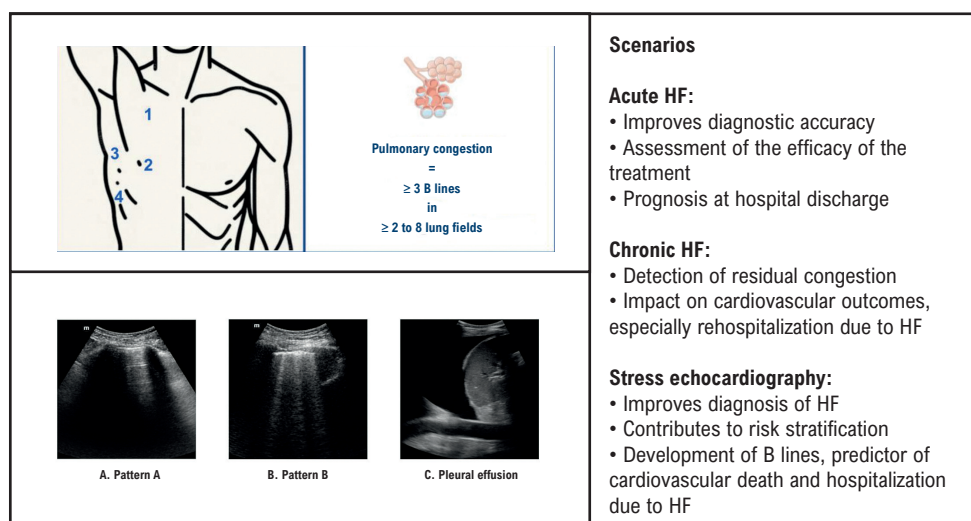 1
3
2
4
Pulmonary congestion
=
≥ 3 B lines
in
≥ 2 to 8 lung fields
m
m
A. Pattern A
B. Pattern B
C. Pleural effusion
Scenarios
Acute HF:
• Improves diagnostic accuracy
• Assessment of the efficacy of the
treatment
• Prognosis at hospital discharge
Chronic HF:
• Detection of residual congestion
• Impact on cardiovascular outcomes,
especially rehospitalization due to HF
Stress echocardiography:
• Improves diagnosis of HF
• Contributes to risk stratification
• Development of B lines, predictor of
cardiovascular death and hospitalization
due to HF